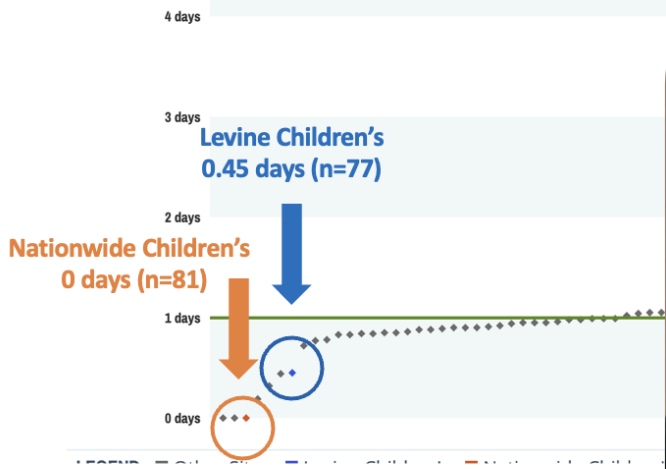 4 days
3 days
Levine Children's
0.45 days (n=77)
2 days
Nationwide Children's
0 days (n=81)
1 days
0 days